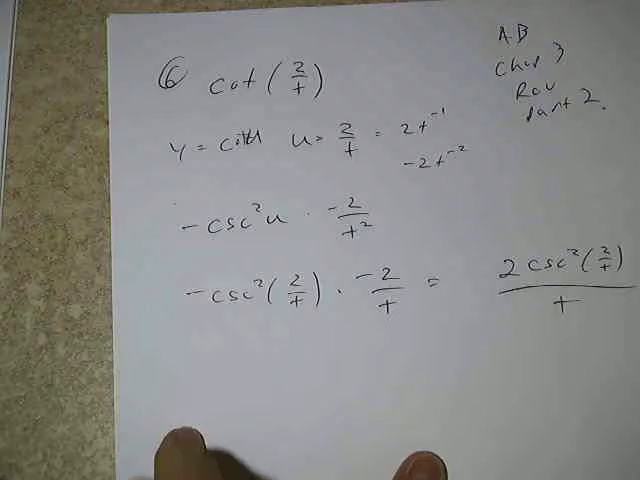 AB
Chap 3
Rev
Part 2.
6 cot(2/t)
y = cot u u = 2/t = 2t⁻¹
-2t⁻²
-csc²u · -2/t²
-csc²(2/t) · -2/t = 2csc²(2/t)/t